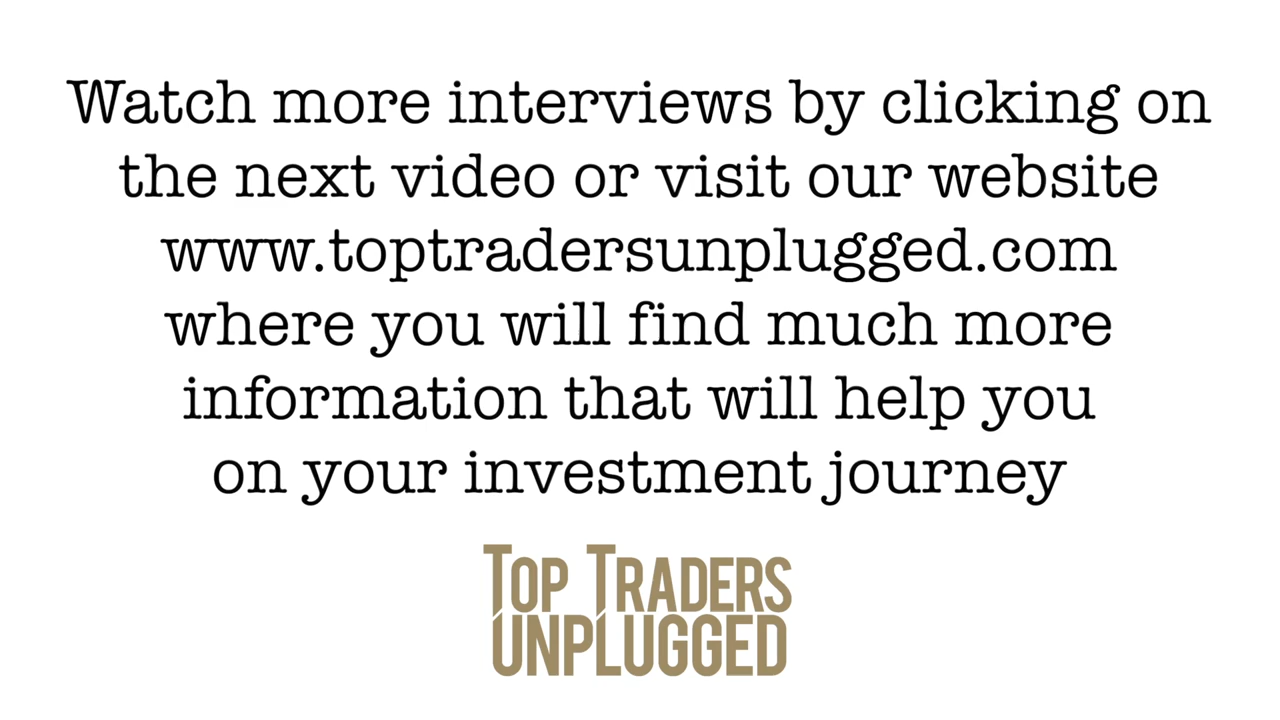 Watch more interviews by clicking on
the next video or visit our website
www.toptradersunplugged.com
where you will find much more
information that will help you
on your investment journey
TOP TRADERS
UNPLUGGED